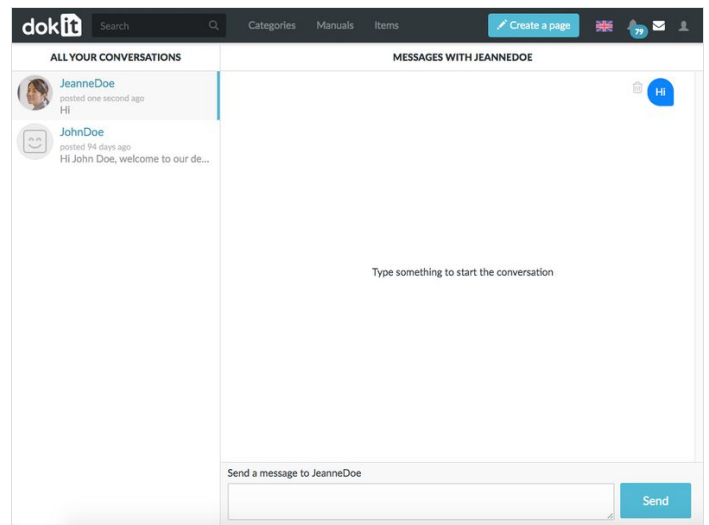 dokit
Search
Categories
Manuals
Items
Create a page
79
ALL YOUR CONVERSATIONS
MESSAGES WITH JEANNEDOE
JeanneDoe
posted one second ago
Hi
JohnDoe
posted 94 days ago
Hi John Doe, welcome to our de...
Hi
Type something to start the conversation
Send a message to JeanneDoe
Send